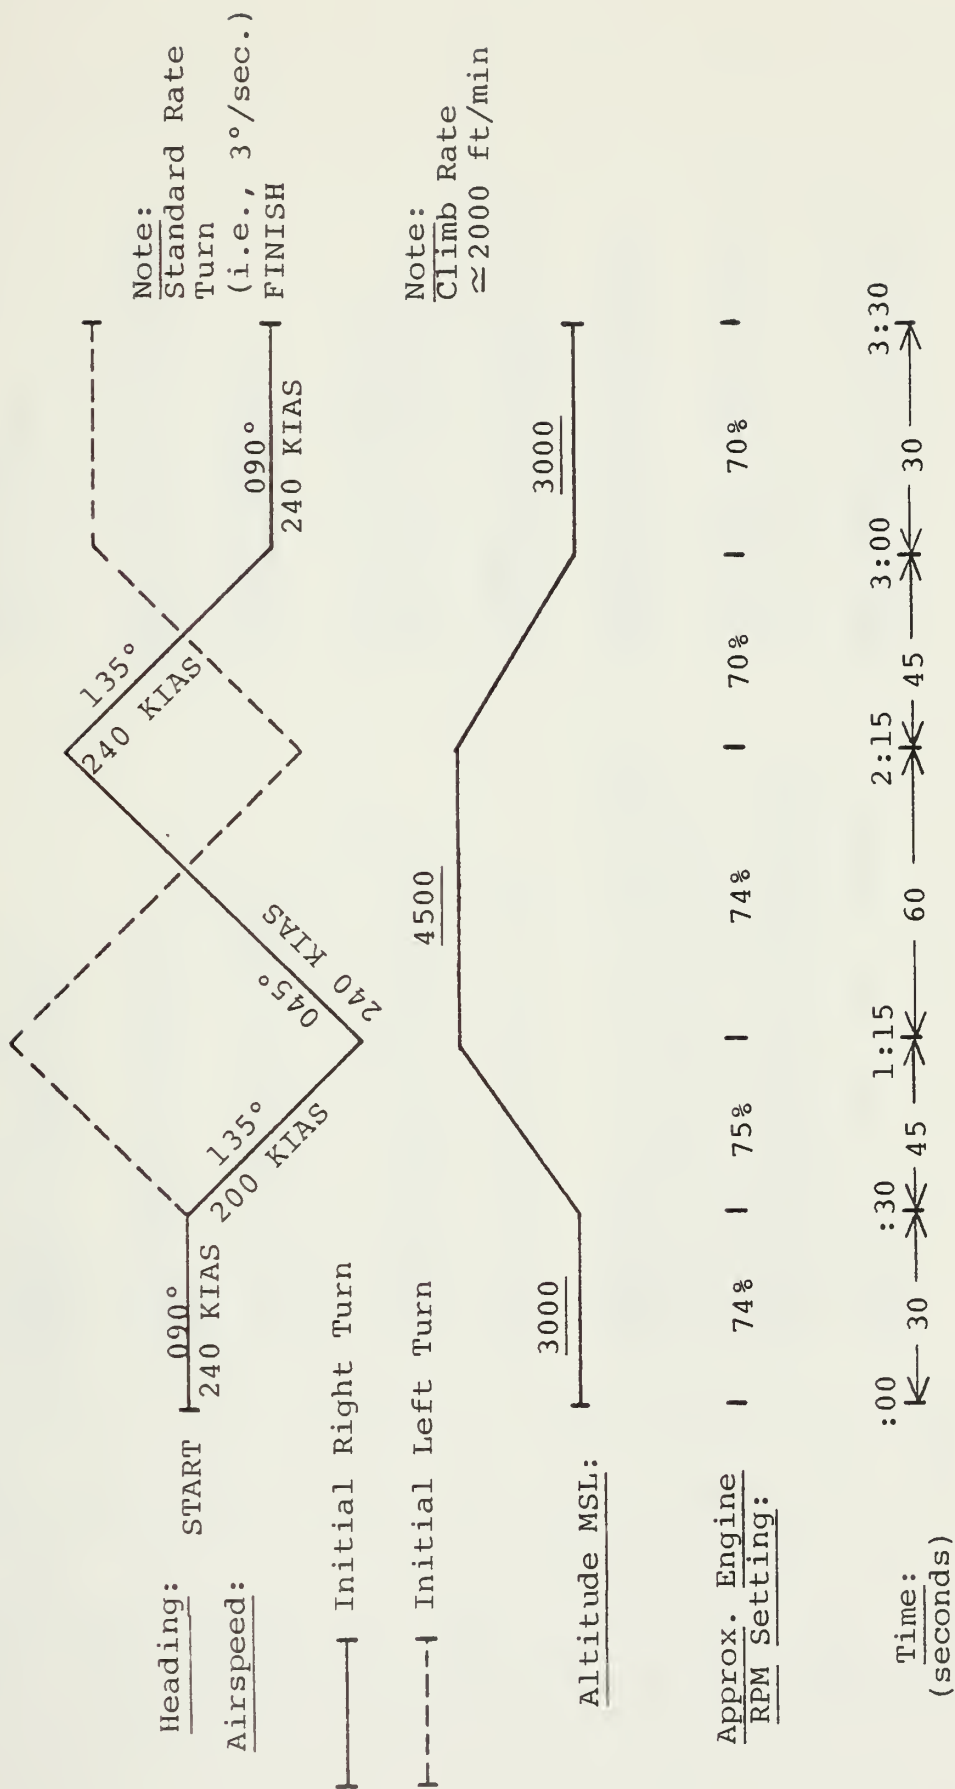 Heading: START
Airspeed:
090°
240 KIAS
135°
200 KIAS
045°
240 KIAS
135°
240 KIAS
090°
240 KIAS
Note:
Standard Rate
Turn
(i.e., 3°/sec.)
FINISH
Initial Right Turn
Initial Left Turn
Altitude MSL:
3000
4500
3000
Note:
Climb Rate
≃2000 ft/min
Approx. Engine
RPM Setting:
74% 75% 74% 70% 70%
Time:
(seconds)
:00 :30 1:15 2:15 3:00 3:30
30 45 60 45 30